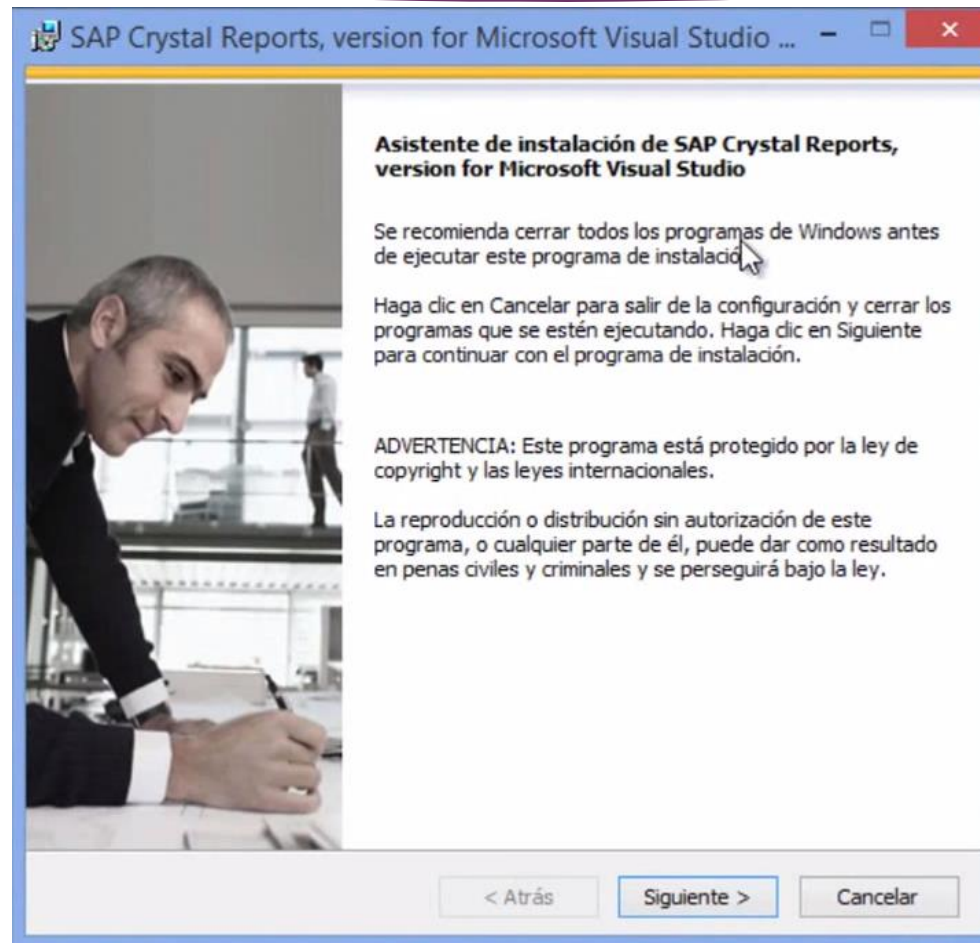 SAP Crystal Reports, version for Microsoft Visual Studio ...
Asistente de instalación de SAP Crystal Reports,
version for Microsoft Visual Studio
Se recomienda cerrar todos los programas de Windows antes
de ejecutar este programa de
Haga clic en Cancelar para salir de la configuración y cerrar los
programas que se estén ejecutando. Haga clic en Siguiente
para continuar con el programa de instalación.
ADVERTENCIA: Este programa está protegido por la ley de
copyright y las leyes internacionales.
La reproducción o distribución sin autorización de este
programa, o cualquier parte de él, puede dar como resultado
en penas civiles y criminales y se perseguirá bajo la ley.
< Atrás
Siguiente >
Cancelar